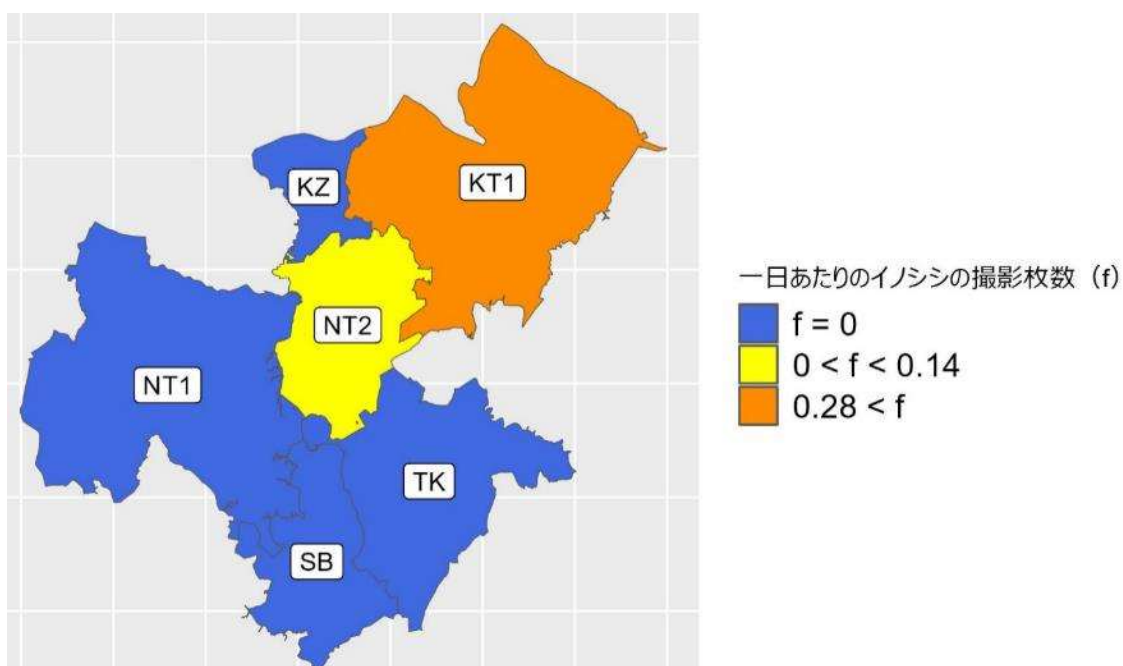 KZ
KT1
NT2
NT1
TK
SB
一日あたりのイノシシの撮影枚数（f）
f = 0
0 < f < 0.14
0.28 < f